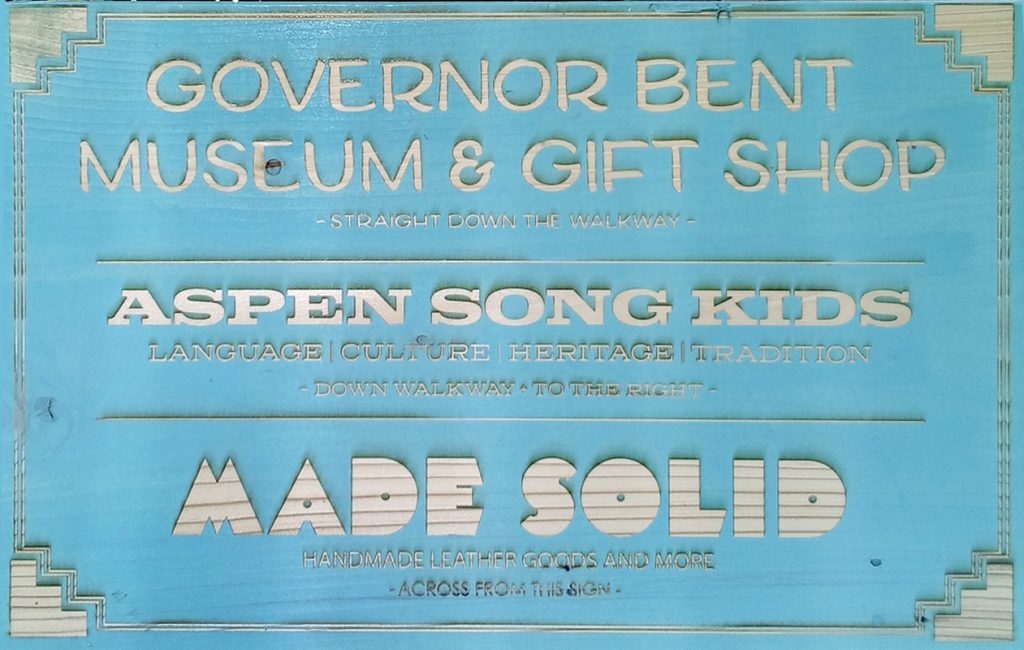 GOVERNOR BENT
MUSEUM & GIFT SHOP
~ STRAIGHT DOWN THE WALKWAY ~
ASPEN SONG KIDS
LANGUAGE | CULTURE | HERITAGE | TRADITION
- DOWN WALKWAY + TO THE RIGHT -
MADE SOLID
HANDMADE LEATHER GOODS AND MORE
- ACROSS FROM THIS SIGN -